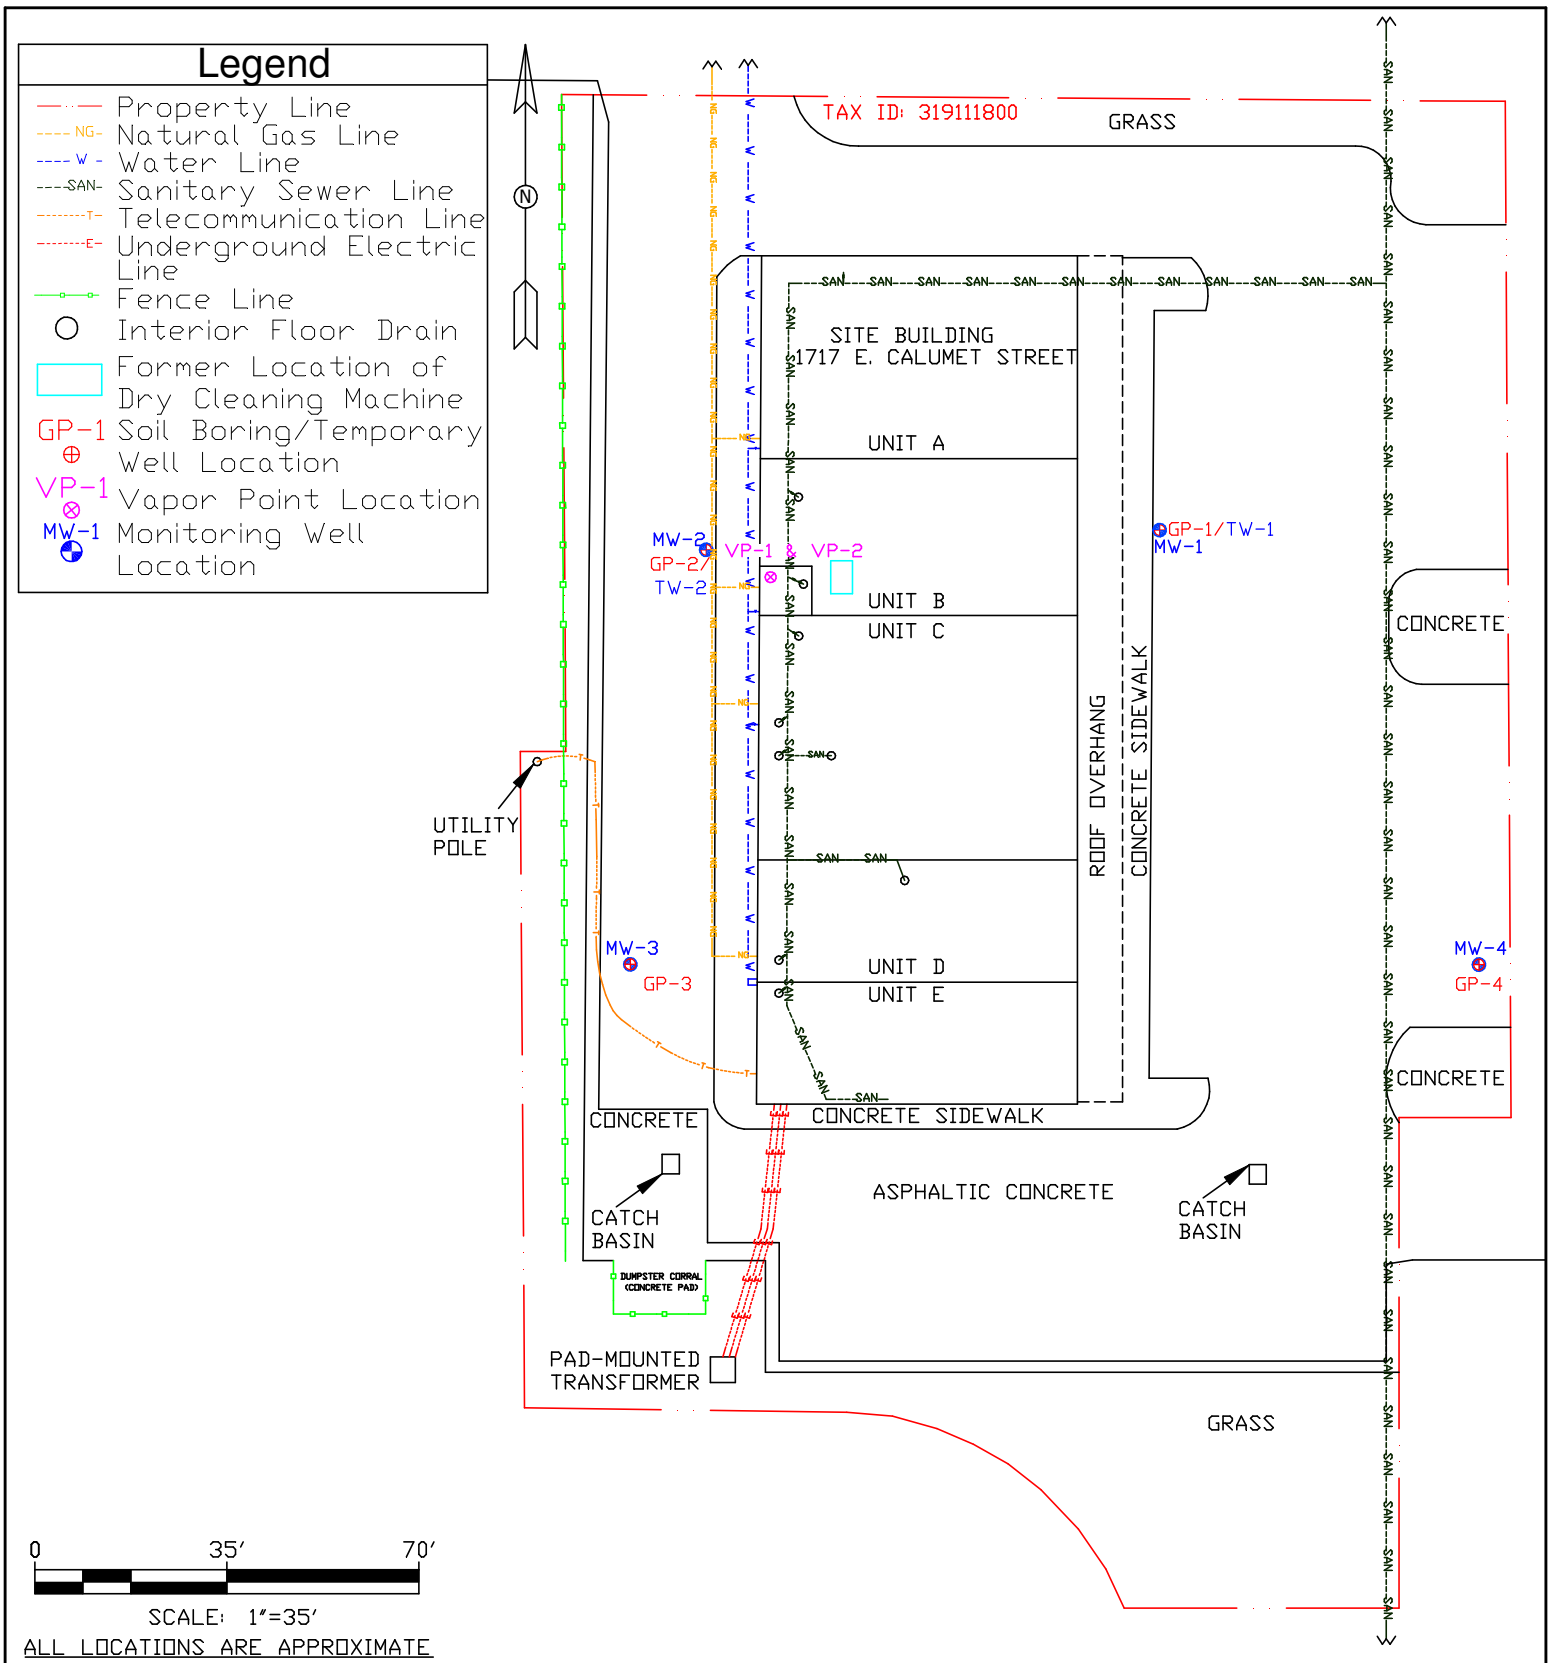 Legend
Property Line
NG
Natural Gas Line
W
Water Line
SAN
Sanitary Sewer Line
T
Telecommunication Line
E
Underground Electric
Line
Fence Line
Interior Floor Drain
Former Location of
Dry Cleaning Machine
GP-1 Soil Boring/Temporary
Well Location
VP-1
Vapor Point Location
MW-1
Monitoring Well
Location
N
TAX ID: 319111800
GRASS
SITE BUILDING
1717 E. CALUMET STREET
UNIT A
MW-2
GP-2/
TW-2
VP-1 & VP-2
GP-1/TW-1
MW-1
UNIT B
UNIT C
CONCRETE
ROOF OVERHANG
CONCRETE SIDEWALK
UTILITY
POLE
MW-3
GP-3
UNIT D
UNIT E
MW-4
GP-4
CONCRETE
CONCRETE
CONCRETE SIDEWALK
ASPHALTIC CONCRETE
CATCH
BASIN
CATCH
BASIN
DUMPSTER CORRAL
(CONCRETE PAD)
PAD-MOUNTED
TRANSFORMER
GRASS
0 35' 70'
SCALE: 1"=35'
ALL LOCATIONS ARE APPROXIMATE